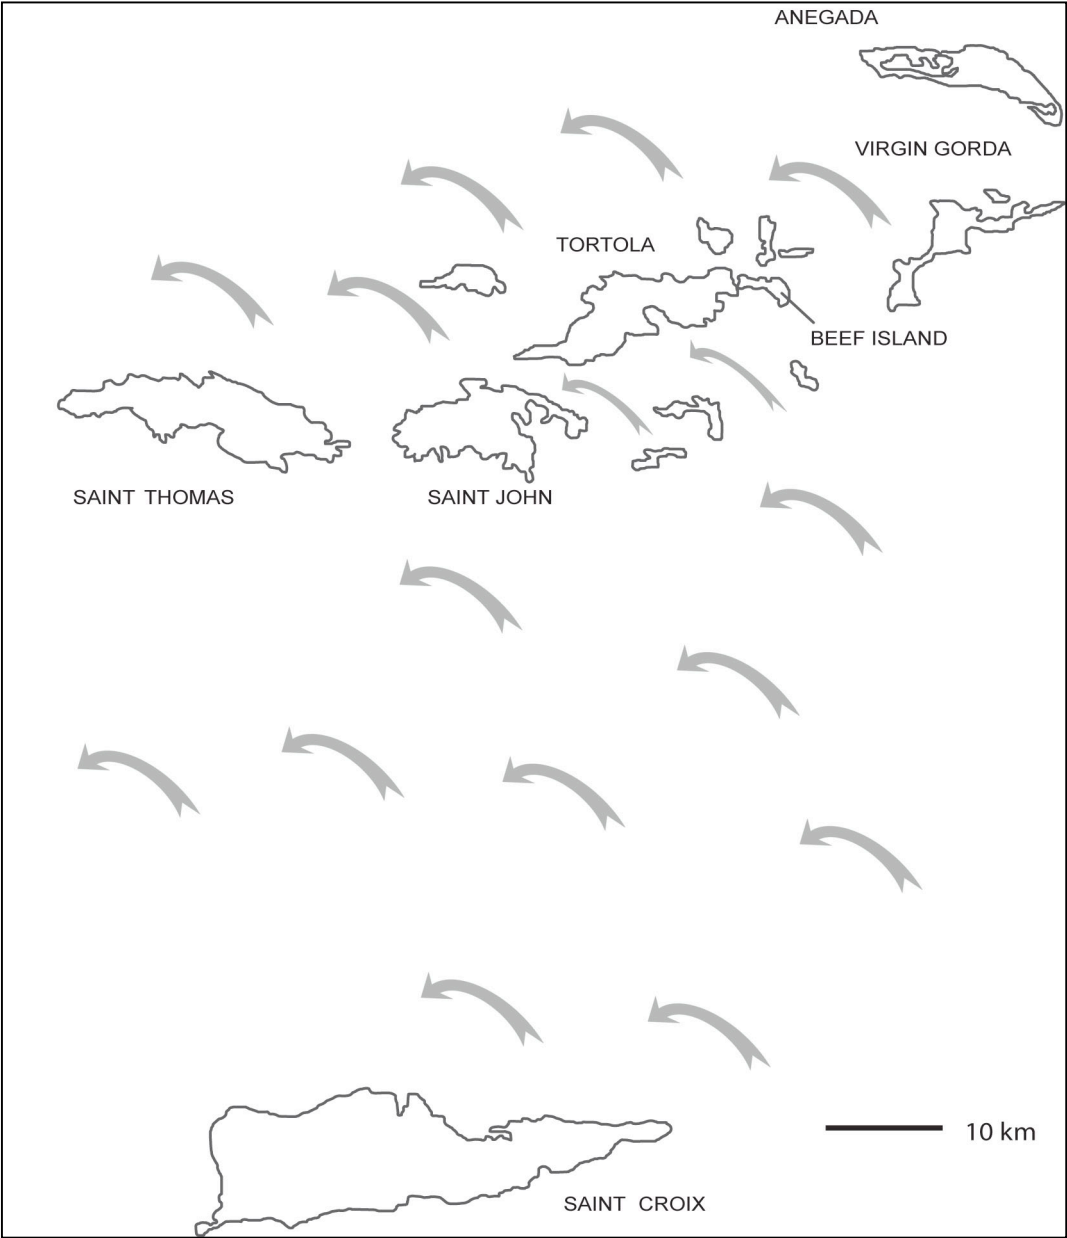 ANEGADA
VIRGIN GORDA
TORTOLA
BEEF ISLAND
SAINT THOMAS
SAINT JOHN
10 km
SAINT CROIX